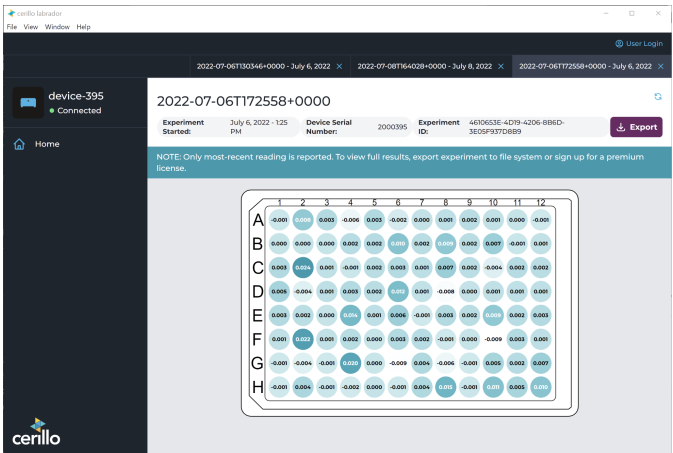 cerillo labrador
File View Window Help
User Login
2022-07-06T130346+0000 - July 6, 2022 ×
2022-07-08T164028+0000 - July 8, 2022 ×
2022-07-06T172558+0000 - July 6, 2022 ×
device-395
Connected
Home
2022-07-06T172558+0000
Experiment Started: July 6, 2022 - 1:25 PM
Device Serial Number: 2000395
Experiment ID: 4610653E-4D19-4206-8B6D-3E05F937D8B9
Export
NOTE: Only most-recent reading is reported. To view full results, export experiment to file system or sign up for a premium
license.
1 2 3 4 5 6 7 8 9 10 11 12
A -0.001 0.009 0.003 -0.006 0.003 -0.002 0.000 0.001 0.002 0.001 0.000 -0.001
B 0.000 0.000 0.000 0.002 0.002 0.010 0.002 0.009 0.002 0.007 -0.001 0.001
C 0.003 0.024 0.001 -0.001 0.002 0.003 0.001 0.007 0.002 -0.004 0.002 0.002
D 0.005 -0.004 0.001 0.003 0.002 0.012 0.001 -0.008 0.000 0.001 0.001 0.001
E 0.003 0.002 0.000 0.014 0.001 0.006 -0.001 0.003 0.002 0.009 0.002 0.003
F 0.001 0.022 0.001 0.002 0.000 0.003 0.002 -0.001 0.000 -0.009 0.003 0.001
G -0.001 -0.004 -0.001 0.020 0.000 -0.009 0.004 -0.006 -0.001 0.005 0.002 0.007
H -0.001 0.004 -0.001 -0.002 0.000 -0.001 0.004 0.015 -0.001 0.011 0.005 0.010
cerillo